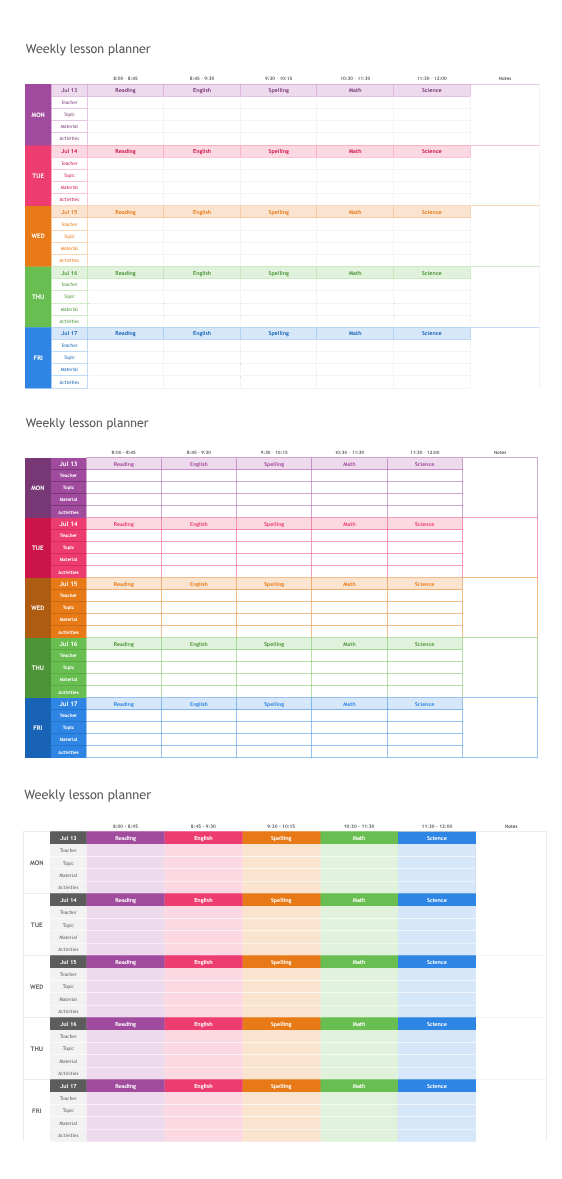 Weekly lesson planner
8:00 - 8:45 8:45 - 9:30 9:30 - 10:15 10:30 - 11:30 11:30 - 12:00 Notes
Jul 13 Reading English Spelling Math Science
Teacher
MON Topic
Material
Activities
Jul 14 Reading English Spelling Math Science
Teacher
TUE Topic
Material
Activities
Jul 15 Reading English Spelling Math Science
Teacher
WED Topic
Material
Activities
Jul 16 Reading English Spelling Math Science
Teacher
THU Topic
Material
Activities
Jul 17 Reading English Spelling Math Science
Teacher
FRI Topic
Material
Activities
Weekly lesson planner
8:00 - 8:45 8:45 - 9:30 9:30 - 10:15 10:30 - 11:30 11:30 - 12:00 Notes
Jul 13 Reading English Spelling Math Science
Teacher
MON Topic
Material
Activities
Jul 14 Reading English Spelling Math Science
Teacher
TUE Topic
Material
Activities
Jul 15 Reading English Spelling Math Science
Teacher
WED Topic
Material
Activities
Jul 16 Reading English Spelling Math Science
Teacher
THU Topic
Material
Activities
Jul 17 Reading English Spelling Math Science
Teacher
FRI Topic
Material
Activities
Weekly lesson planner
8:00 - 8:45 8:45 - 9:30 9:30 - 10:15 10:30 - 11:30 11:30 - 12:00 Notes
Jul 13 Reading English Spelling Math Science
Teacher
MON Topic
Material
Activities
Jul 14 Reading English Spelling Math Science
Teacher
TUE Topic
Material
Activities
Jul 15 Reading English Spelling Math Science
Teacher
WED Topic
Material
Activities
Jul 16 Reading English Spelling Math Science
Teacher
THU Topic
Material
Activities
Jul 17 Reading English Spelling Math Science
Teacher
FRI Topic
Material
Activities